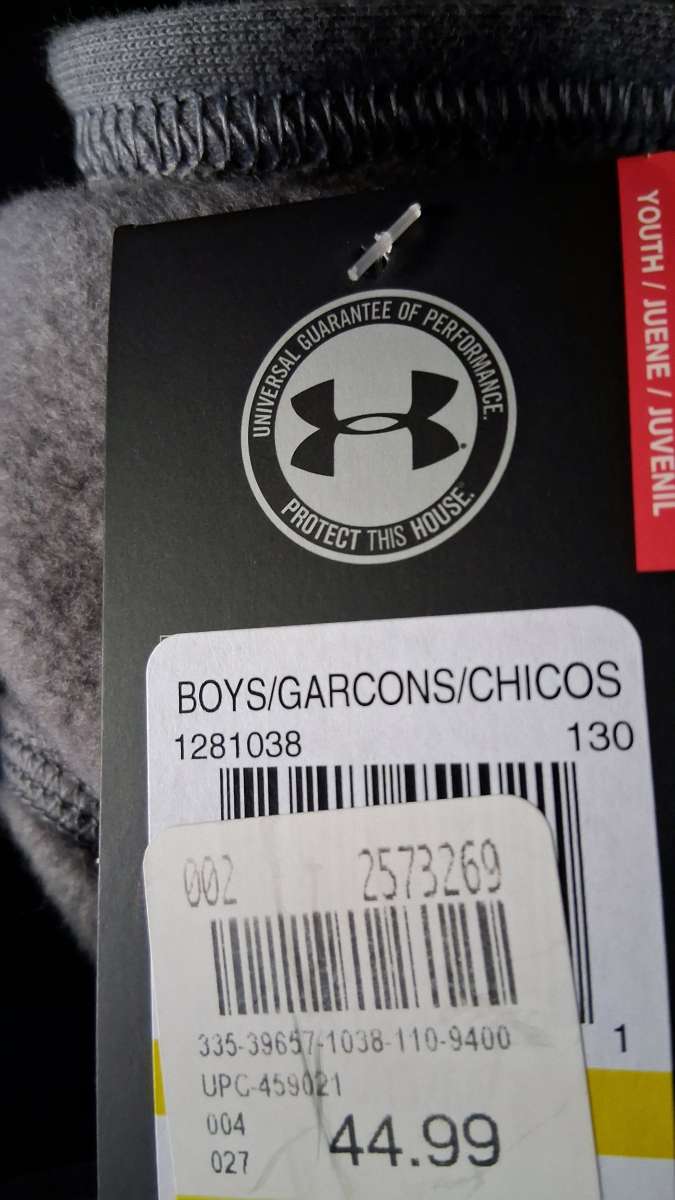 UNIVERSAL GUARANTEE OF PERFORMANCE.
PROTECT THIS HOUSE.
YOUTH / JUENE / JUVENIL
BOYS/GARCONS/CHICOS
1281038 130
1
002 2573269
335-39657-1038-110-9400
UPC-459021
004
027
44.99